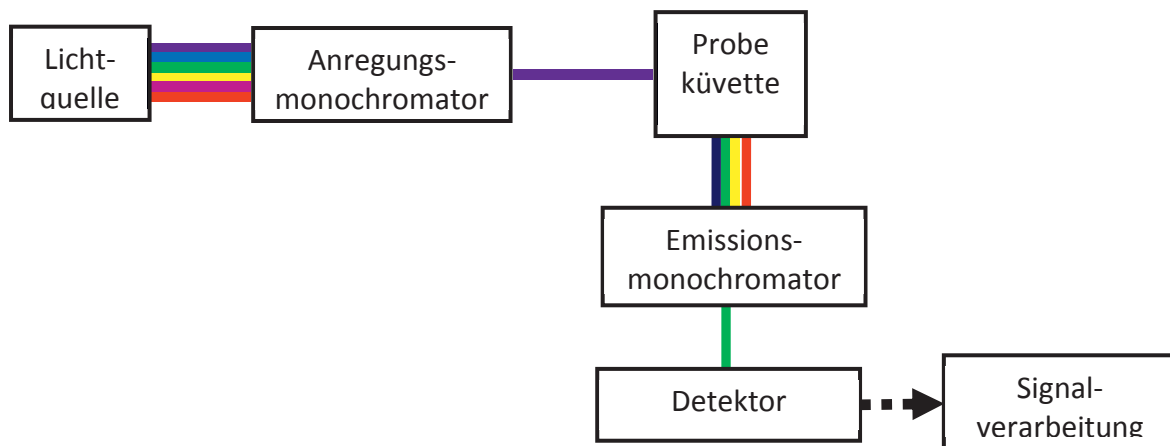 Licht-
quelle
Anregungs-
monochromator
Probe
küvette
Emissions-
monochromator
Detektor
Signal-
verarbeitung